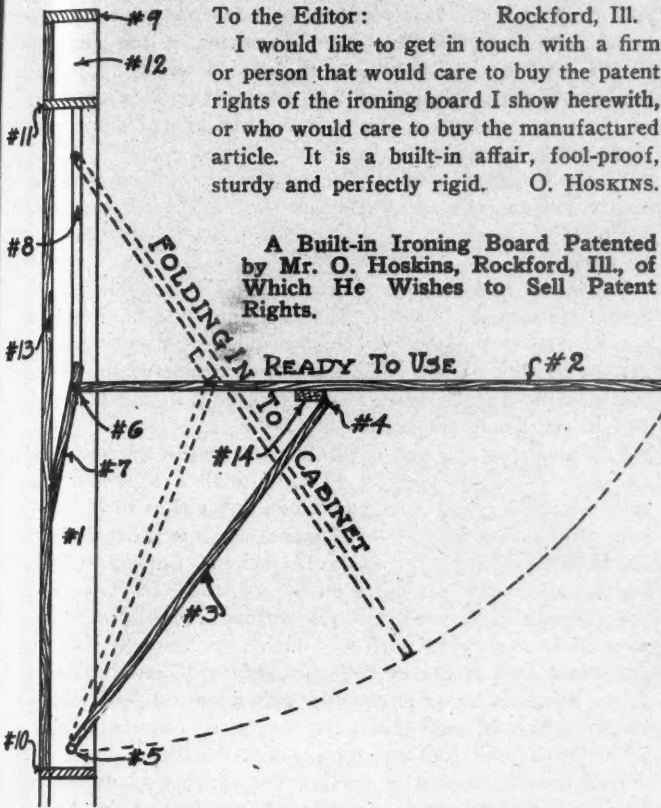 To the Editor: Rockford, Ill.
I would like to get in touch with a firm
or person that would care to buy the patent
rights of the ironing board I show herewith,
or who would care to buy the manufactured
article. It is a built-in affair, fool-proof,
sturdy and perfectly rigid. O. HOSKINS.
A Built-in Ironing Board Patented
by Mr. O. Hoskins, Rockford, Ill., of
Which He Wishes to Sell Patent
Rights.
#9
#12
#11
#8
#13
FOLDING INTO CABINET
READY TO USE
#2
#6
#4
#14
#7
#1
#3
#10
#5